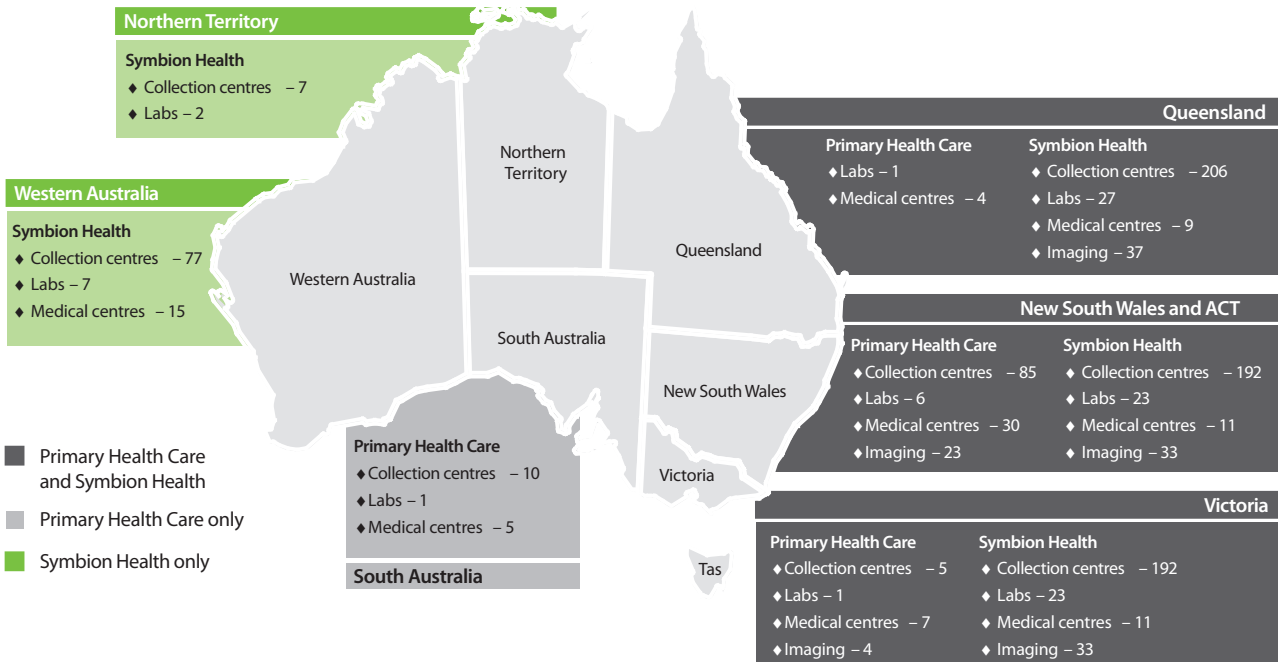 Northern Territory
Symbion Health
♦ Collection centres – 7
♦ Labs – 2
Western Australia
Symbion Health
♦ Collection centres – 77
♦ Labs – 7
♦ Medical centres – 15
Northern
Territory
Western Australia
South Australia
Queensland
New South Wales
Victoria
Tas
Queensland
Primary Health Care
♦ Labs – 1
♦ Medical centres – 4
Symbion Health
♦ Collection centres – 206
♦ Labs – 27
♦ Medical centres – 9
♦ Imaging – 37
New South Wales and ACT
Primary Health Care
♦ Collection centres – 85
♦ Labs – 6
♦ Medical centres – 30
♦ Imaging – 23
Symbion Health
♦ Collection centres – 192
♦ Labs – 23
♦ Medical centres – 11
♦ Imaging – 33
Victoria
Primary Health Care
♦ Collection centres – 5
♦ Labs – 1
♦ Medical centres – 7
♦ Imaging – 4
Symbion Health
♦ Collection centres – 192
♦ Labs – 23
♦ Medical centres – 11
♦ Imaging – 33
Primary Health Care
♦ Collection centres – 10
♦ Labs – 1
♦ Medical centres – 5
South Australia
Primary Health Care
and Symbion Health
Primary Health Care only
Symbion Health only